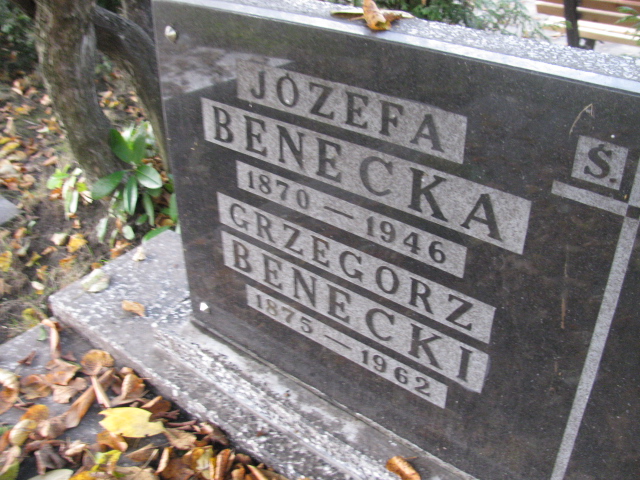 JÓZEFA
BENECKA
1870 — 1946
GRZEGORZ
BENECKI
1875 — 1962
Ś.